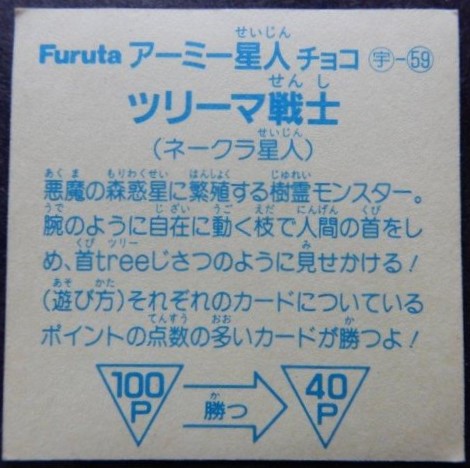 Furuta アーミー星人チョコ ㊫-59
ツリーマ戦士
(ネークラ星人)
悪魔の森惑星に繁殖する樹霊モンスター。
腕のように自在に動く枝で人間の首をし
め、首treeじさつのように見せかける!
(遊び方)それぞれのカードについている
ポイントの点数の多いカードが勝つよ!
100P 勝つ 40P